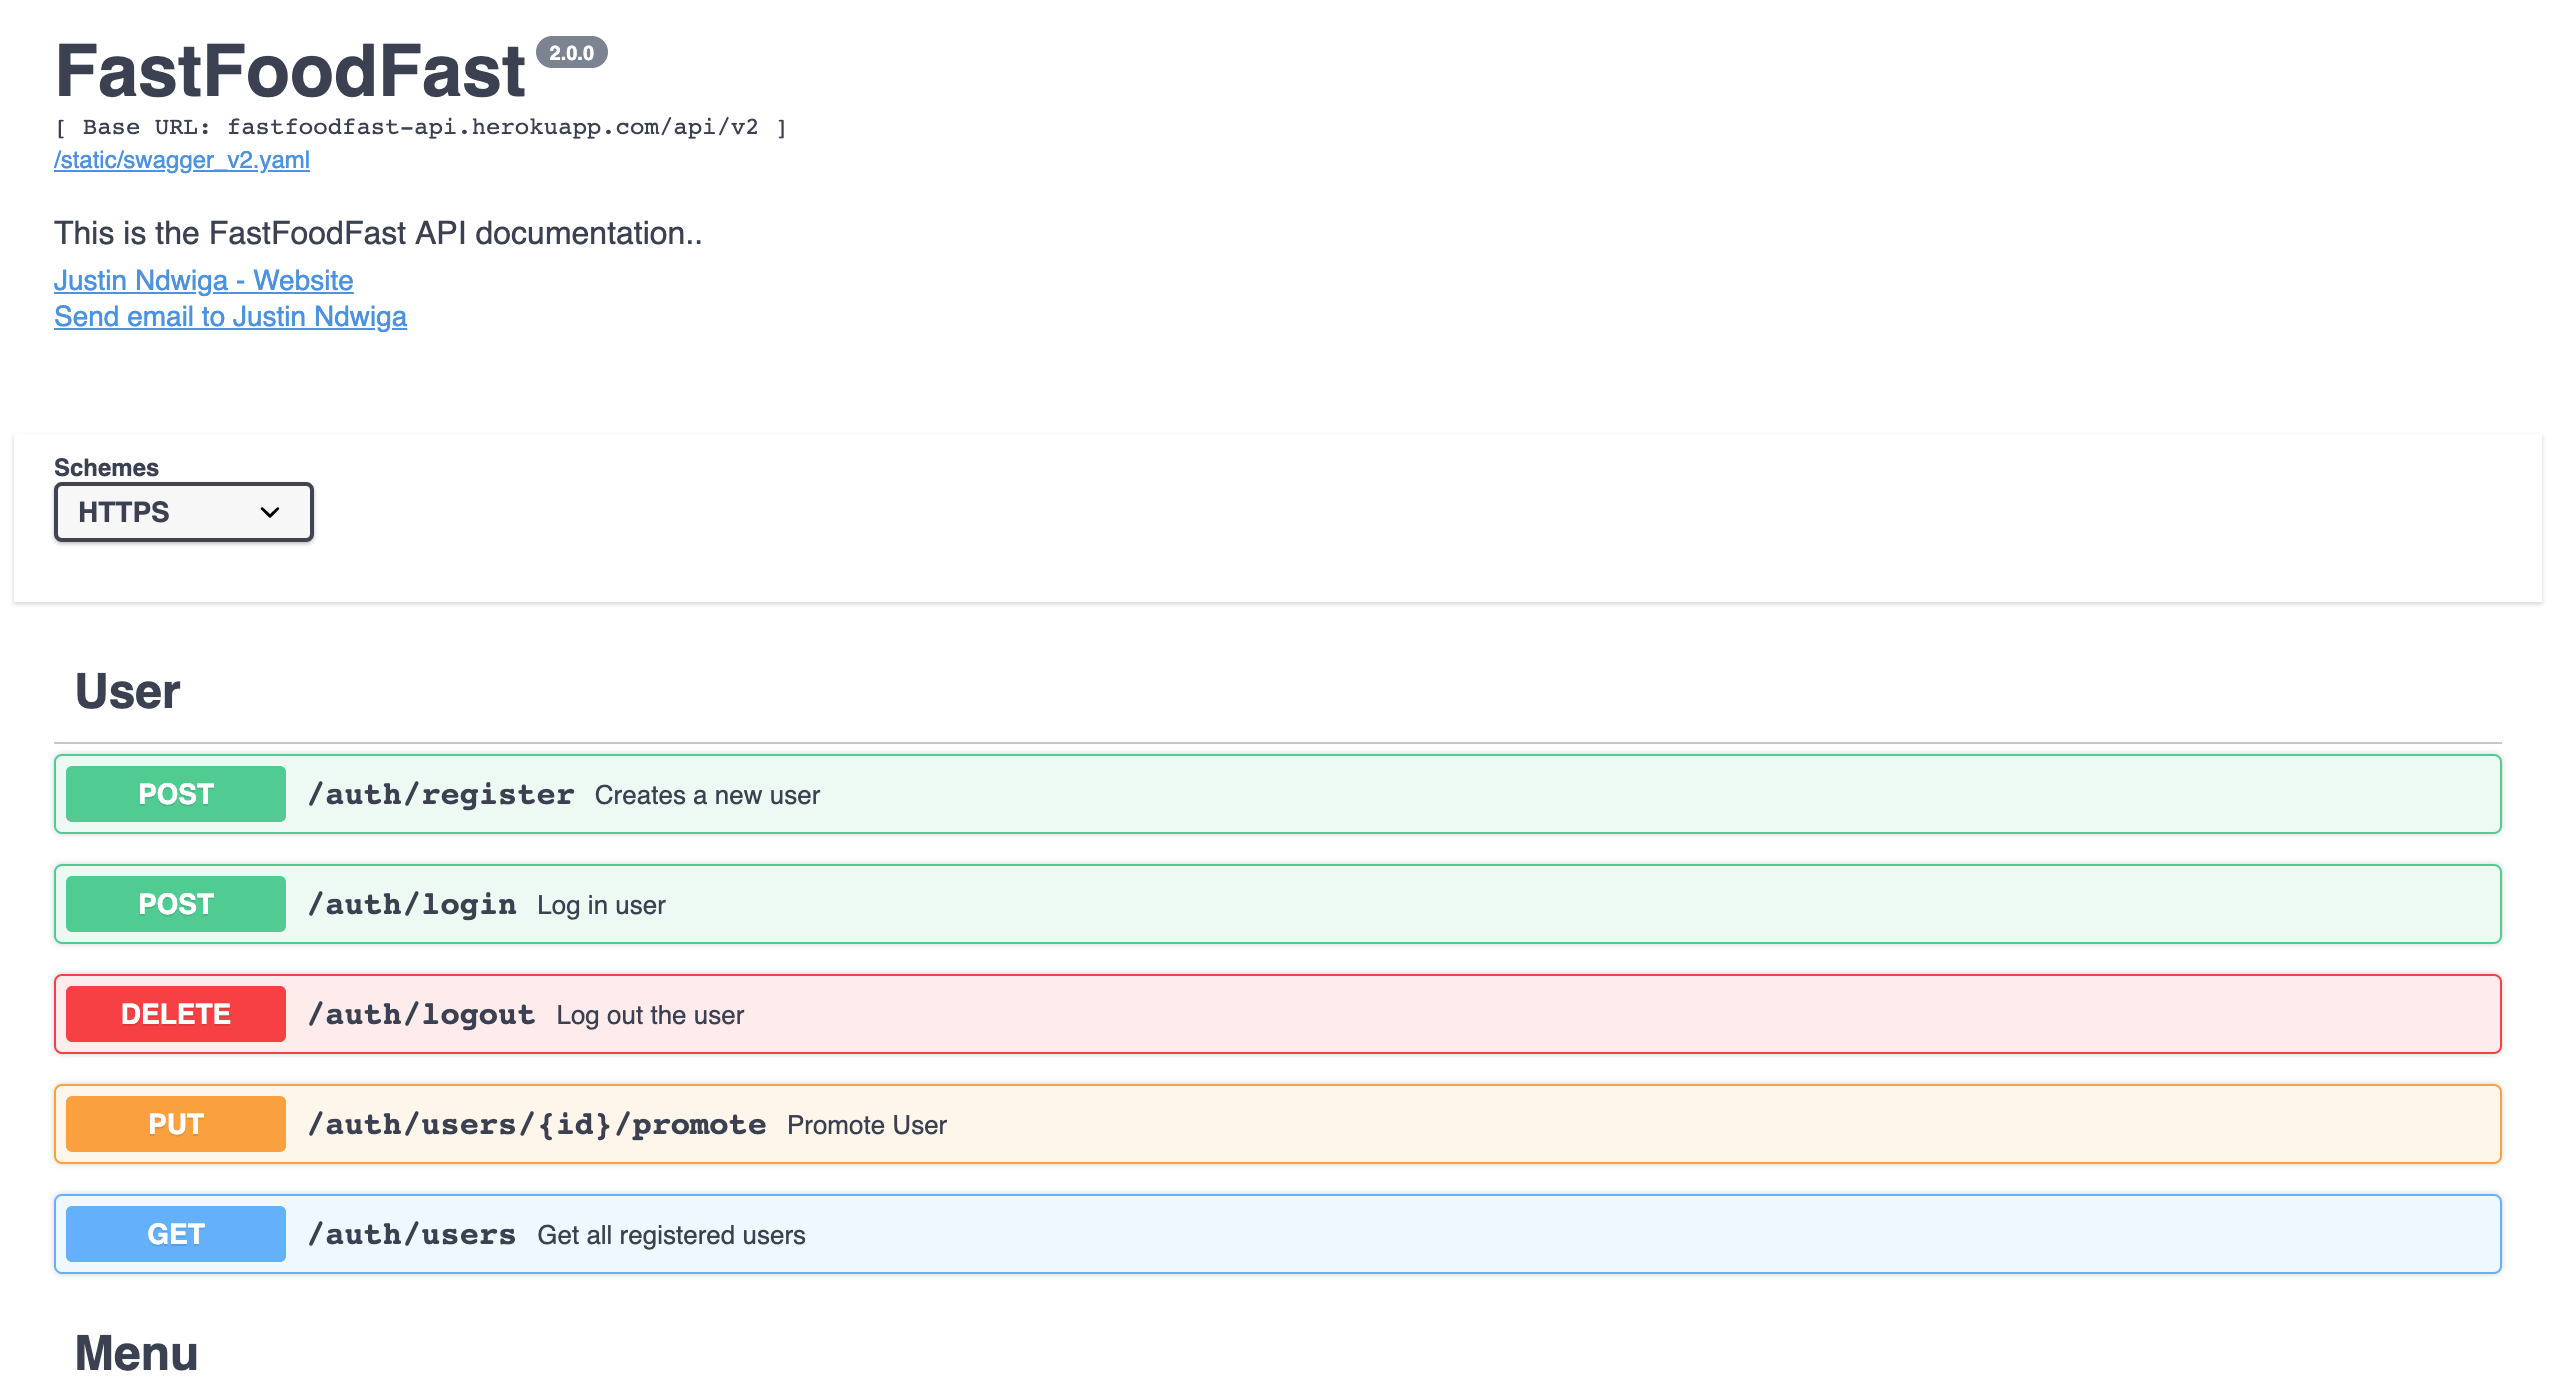 FastFoodFast 2.0.0
[ Base URL: fastfoodfast-api.herokuapp.com/api/v2 ]
/static/swagger_v2.yaml
This is the FastFoodFast API documentation..
Justin Ndwiga - Website
Send email to Justin Ndwiga
Schemes
HTTPS
User
POST /auth/register Creates a new user
POST /auth/login Log in user
DELETE /auth/logout Log out the user
PUT /auth/users/{id}/promote Promote User
GET /auth/users Get all registered users
Menu